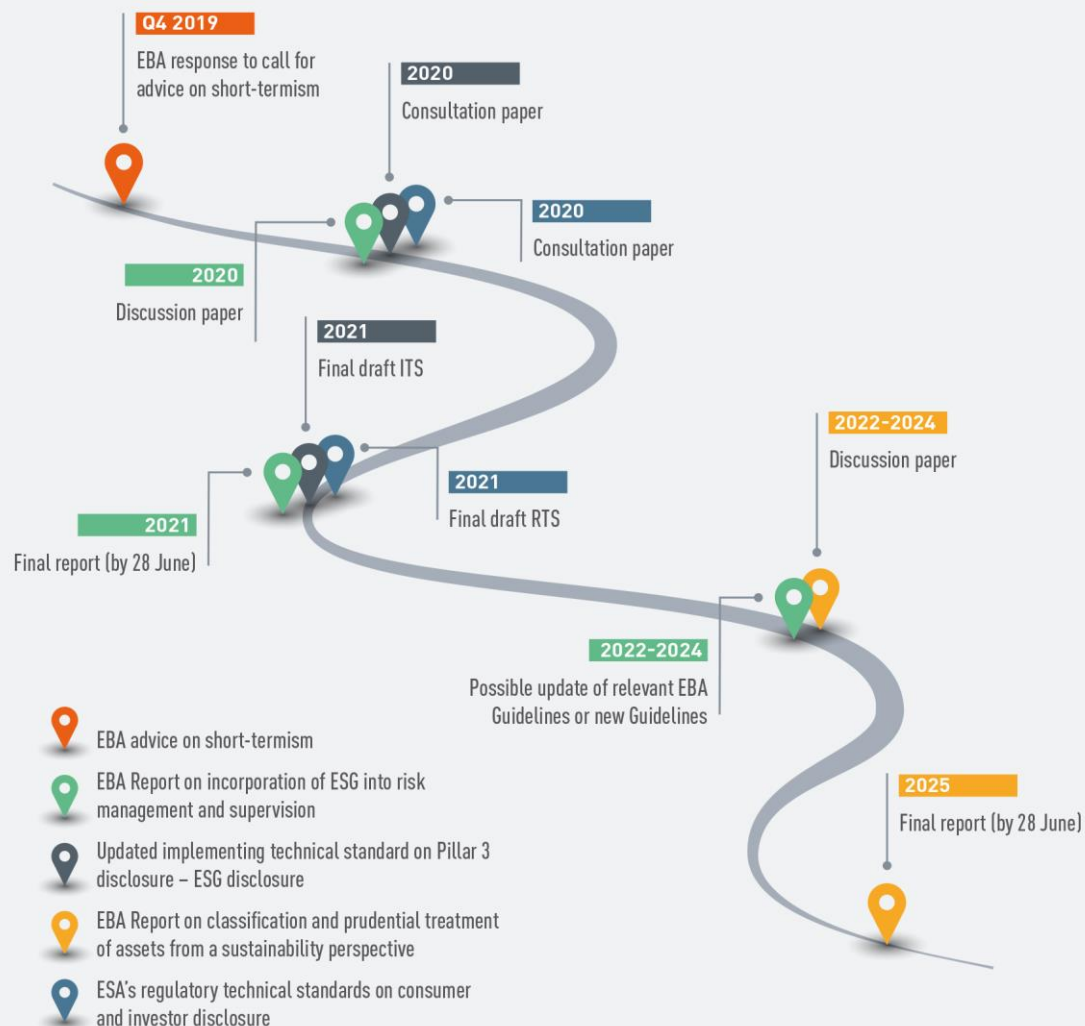 Q4 2019
EBA response to call for
advice on short-termism
2020
Consultation paper
2020
Consultation paper
2020
Discussion paper
2021
Final draft ITS
2021
Final draft RTS
2021
Final report (by 28 June)
2022-2024
Discussion paper
2022-2024
Possible update of relevant EBA
Guidelines or new Guidelines
2025
Final report (by 28 June)
EBA advice on short-termism
EBA Report on incorporation of ESG into risk
management and supervision
Updated implementing technical standard on Pillar 3
disclosure – ESG disclosure
EBA Report on classification and prudential treatment
of assets from a sustainability perspective
ESA's regulatory technical standards on consumer
and investor disclosure